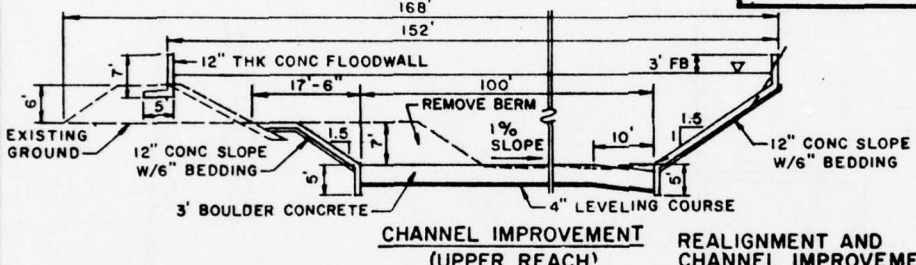 168'
152'
12" THK CONC FLOODWALL
3' FB
7'
17'-6"
100'
6'
5'
REMOVE BERM
EXISTING
GROUND
1.5
1
7'
1%
SLOPE
10'
1.5
1
12" CONC SLOPE
W/6" BEDDING
12" CONC SLOPE
W/6" BEDDING
5'
5'
3' BOULDER CONCRETE
4" LEVELING COURSE
CHANNEL IMPROVEMENT
(UPPER REACH)
REALIGNMENT AND
CHANNEL IMPROVEME